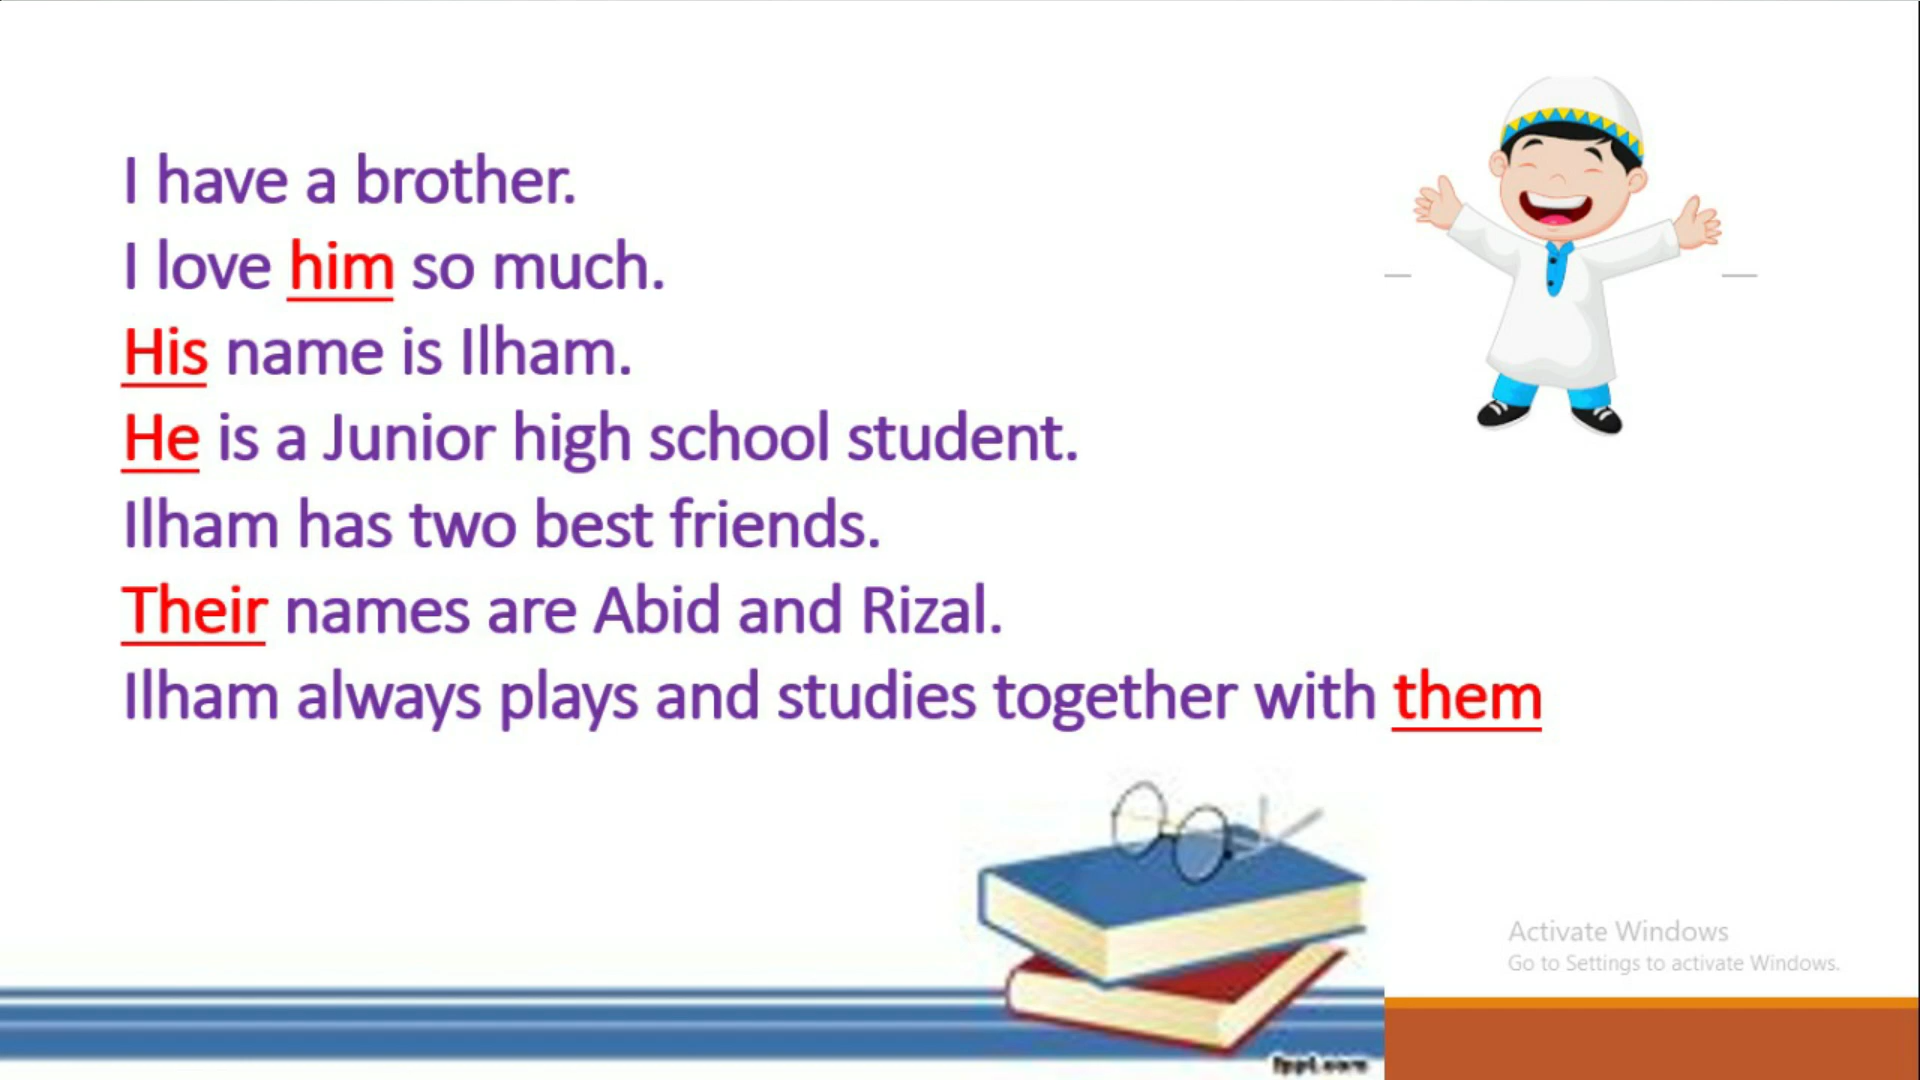 I have a brother.
I love him so much.
His name is Ilham.
He is a Junior high school student.
Ilham has two best friends.
Their names are Abid and Rizal.
Ilham always plays and studies together with them
Activate Windows
Go to Settings to activate Windows.
fppt.com